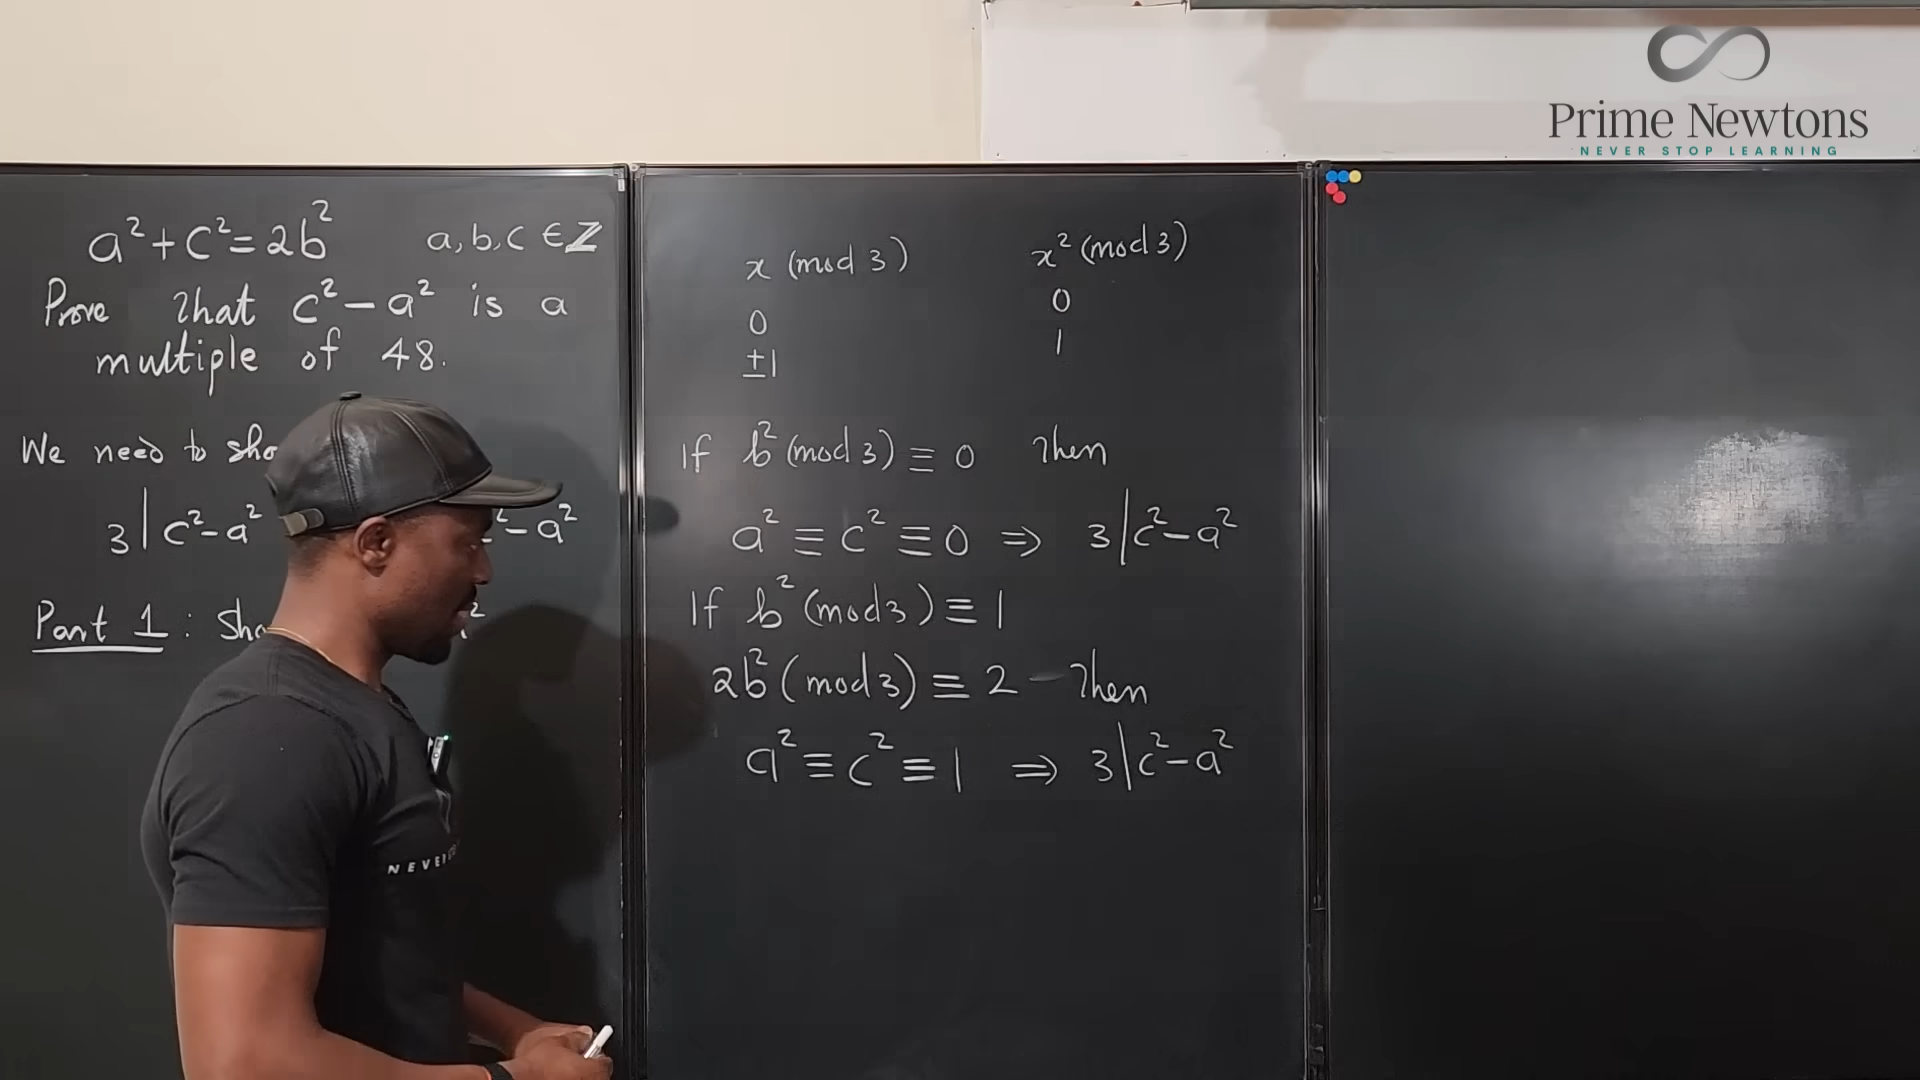 Prime Newtons
NEVER STOP LEARNING
a²+c²=2b² a,b,c ∈ ℤ
Prove that c²-a² is a
multiple of 48.
We need to sho
3|c²-a² ²-a²
Part 1: Sho ²
x (mod 3) x² (mod 3)
0 0
±1 1
If b² (mod 3) ≡ 0 Then
a² ≡ c² ≡ 0 ⇒ 3|c²-a²
If b² (mod 3) ≡ 1
2b² (mod 3) ≡ 2 - Then
a² ≡ c² ≡ 1 ⇒ 3|c²-a²
NEVE